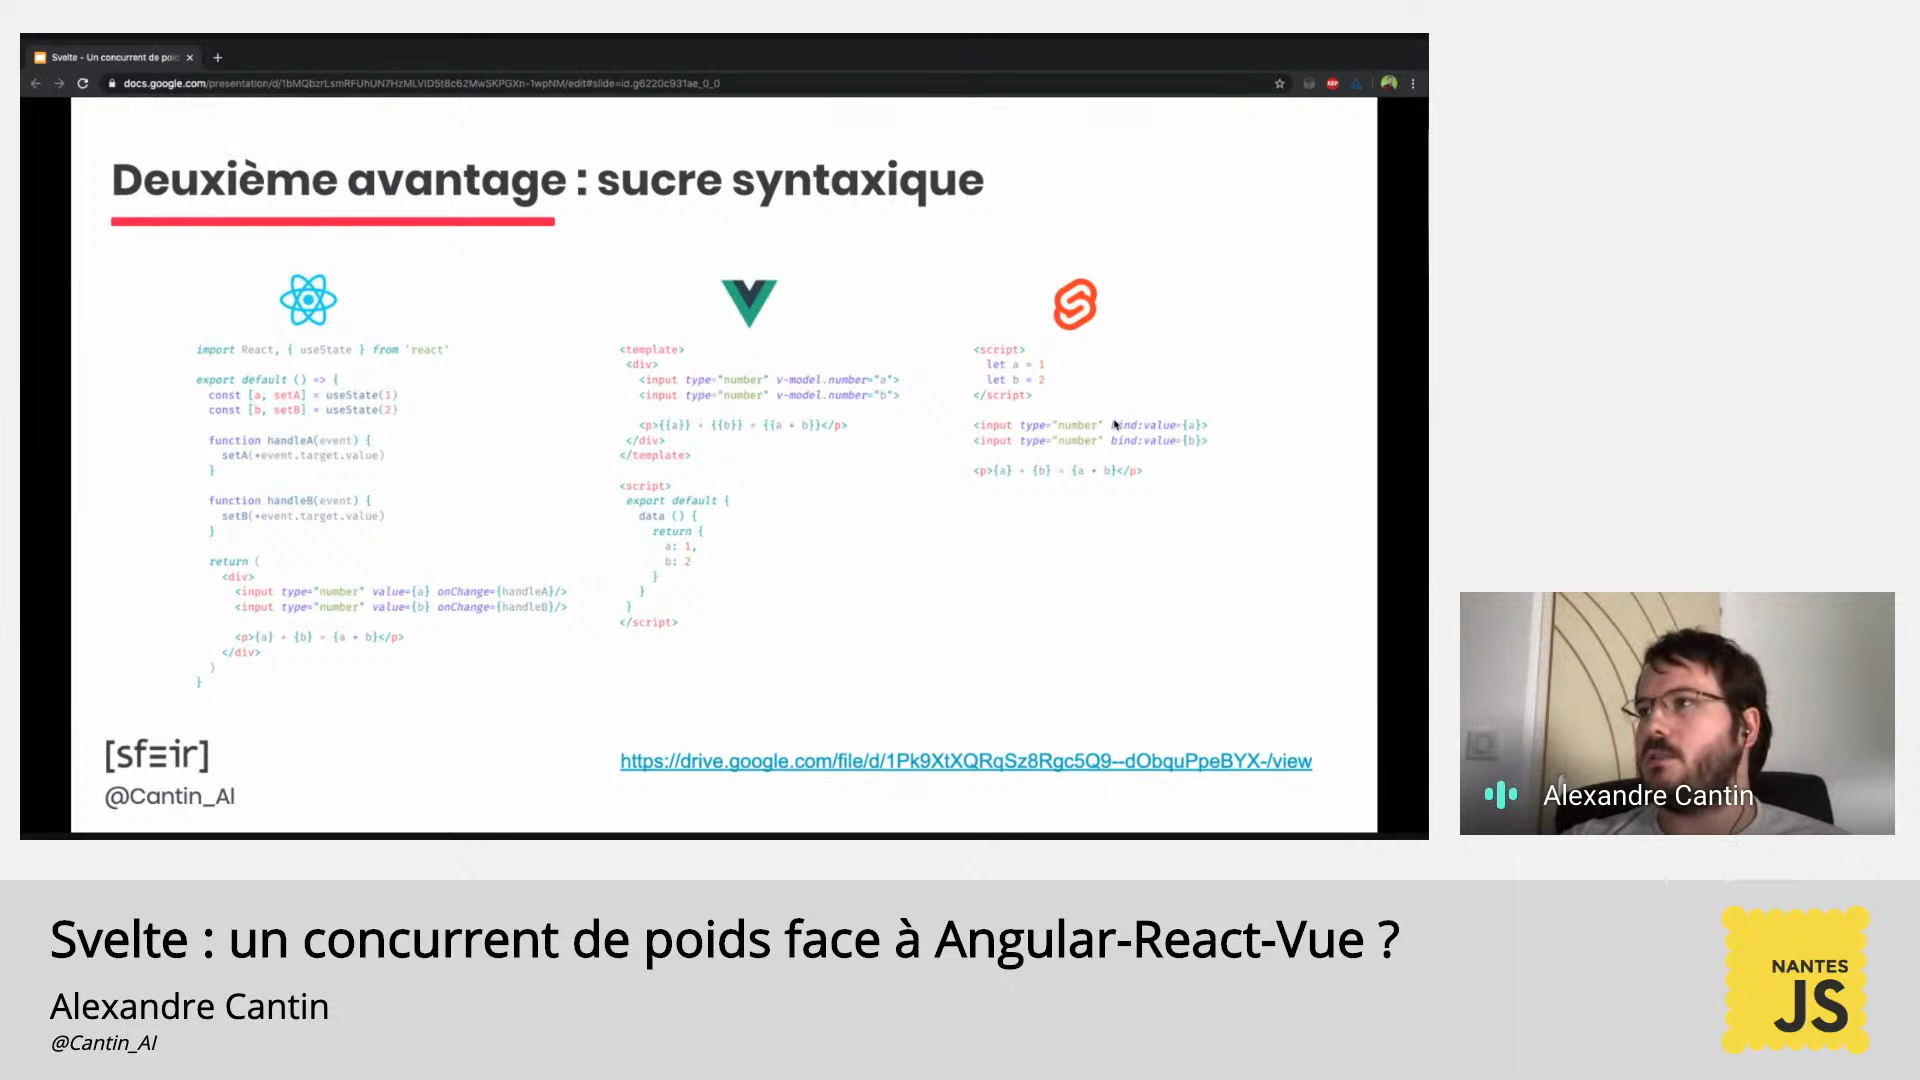 Svelte - Un concurrent de poi
docs.google.com/presentation/d/1bMQbzrLsmRFUhUN7HzMLVID5t8c62MwSKPGXn-1wpNM/edit#slide=id.g6220c931ae_0_0
Deuxième avantage : sucre syntaxique
import React, { useState } from 'react'
export default () => {
const [a, setA] = useState(1)
const [b, setB] = useState(2)
function handleA(event) {
setA(+event.target.value)
}
function handleB(event) {
setB(+event.target.value)
}
return (
<div>
<input type="number" value={a} onChange={handleA}/>
<input type="number" value={b} onChange={handleB}/>
<p>{a} + {b} = {a + b}</p>
</div>
)
}
<template>
<div>
<input type="number" v-model.number="a">
<input type="number" v-model.number="b">
<p>{{a}} + {{b}} = {{a + b}}</p>
</div>
</template>
<script>
export default {
data () {
return {
a: 1,
b: 2
}
}
}
</script>
<script>
let a = 1
let b = 2
</script>
<input type="number" bind:value={a}>
<input type="number" bind:value={b}>
<p>{a} + {b} = {a + b}</p>
[sfeir]
@Cantin_Al
https://drive.google.com/file/d/1Pk9XtXQRqSz8Rgc5Q9--dObquPpeBYX-/view
Alexandre Cantin
Svelte : un concurrent de poids face à Angular-React-Vue ?
Alexandre Cantin
@Cantin_Al
NANTES
JS